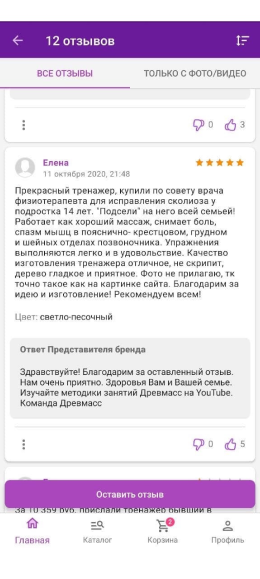 12 отзывов
ВСЕ ОТЗЫВЫ
ТОЛЬКО С ФОТО/ВИДЕО
0 3
Елена
11 октября 2020, 21:48
Прекрасный тренажер, купили по совету врача
физиотерапевта для исправления сколиоза у
подростка 14 лет. "Подсели" на него всей семьей!
Работает как хороший массаж, снимает боль,
спазм мышц в пояснично- крестцовом, грудном
и шейных отделах позвоночника. Упражнения
выполняются легко и в удовольствие. Качество
изготовления тренажера отличное, не скрипит,
дерево гладкое и приятное. Фото не прилагаю, тк
точно такое как на картинке сайта. Благодарим за
идею и изготовление! Рекомендуем всем!
Цвет: светло-песочный
Ответ Представителя бренда
Здравствуйте! Благодарим за оставленный отзыв.
Нам очень приятно. Здоровья Вам и Вашей семье.
Изучайте методики занятий Древмасс на YouTube.
Команда Древмасс
0 5
Оставить отзыв
За 10 359 руб. прислали тренажер бывший в
Главная
Каталог
Корзина
Профиль